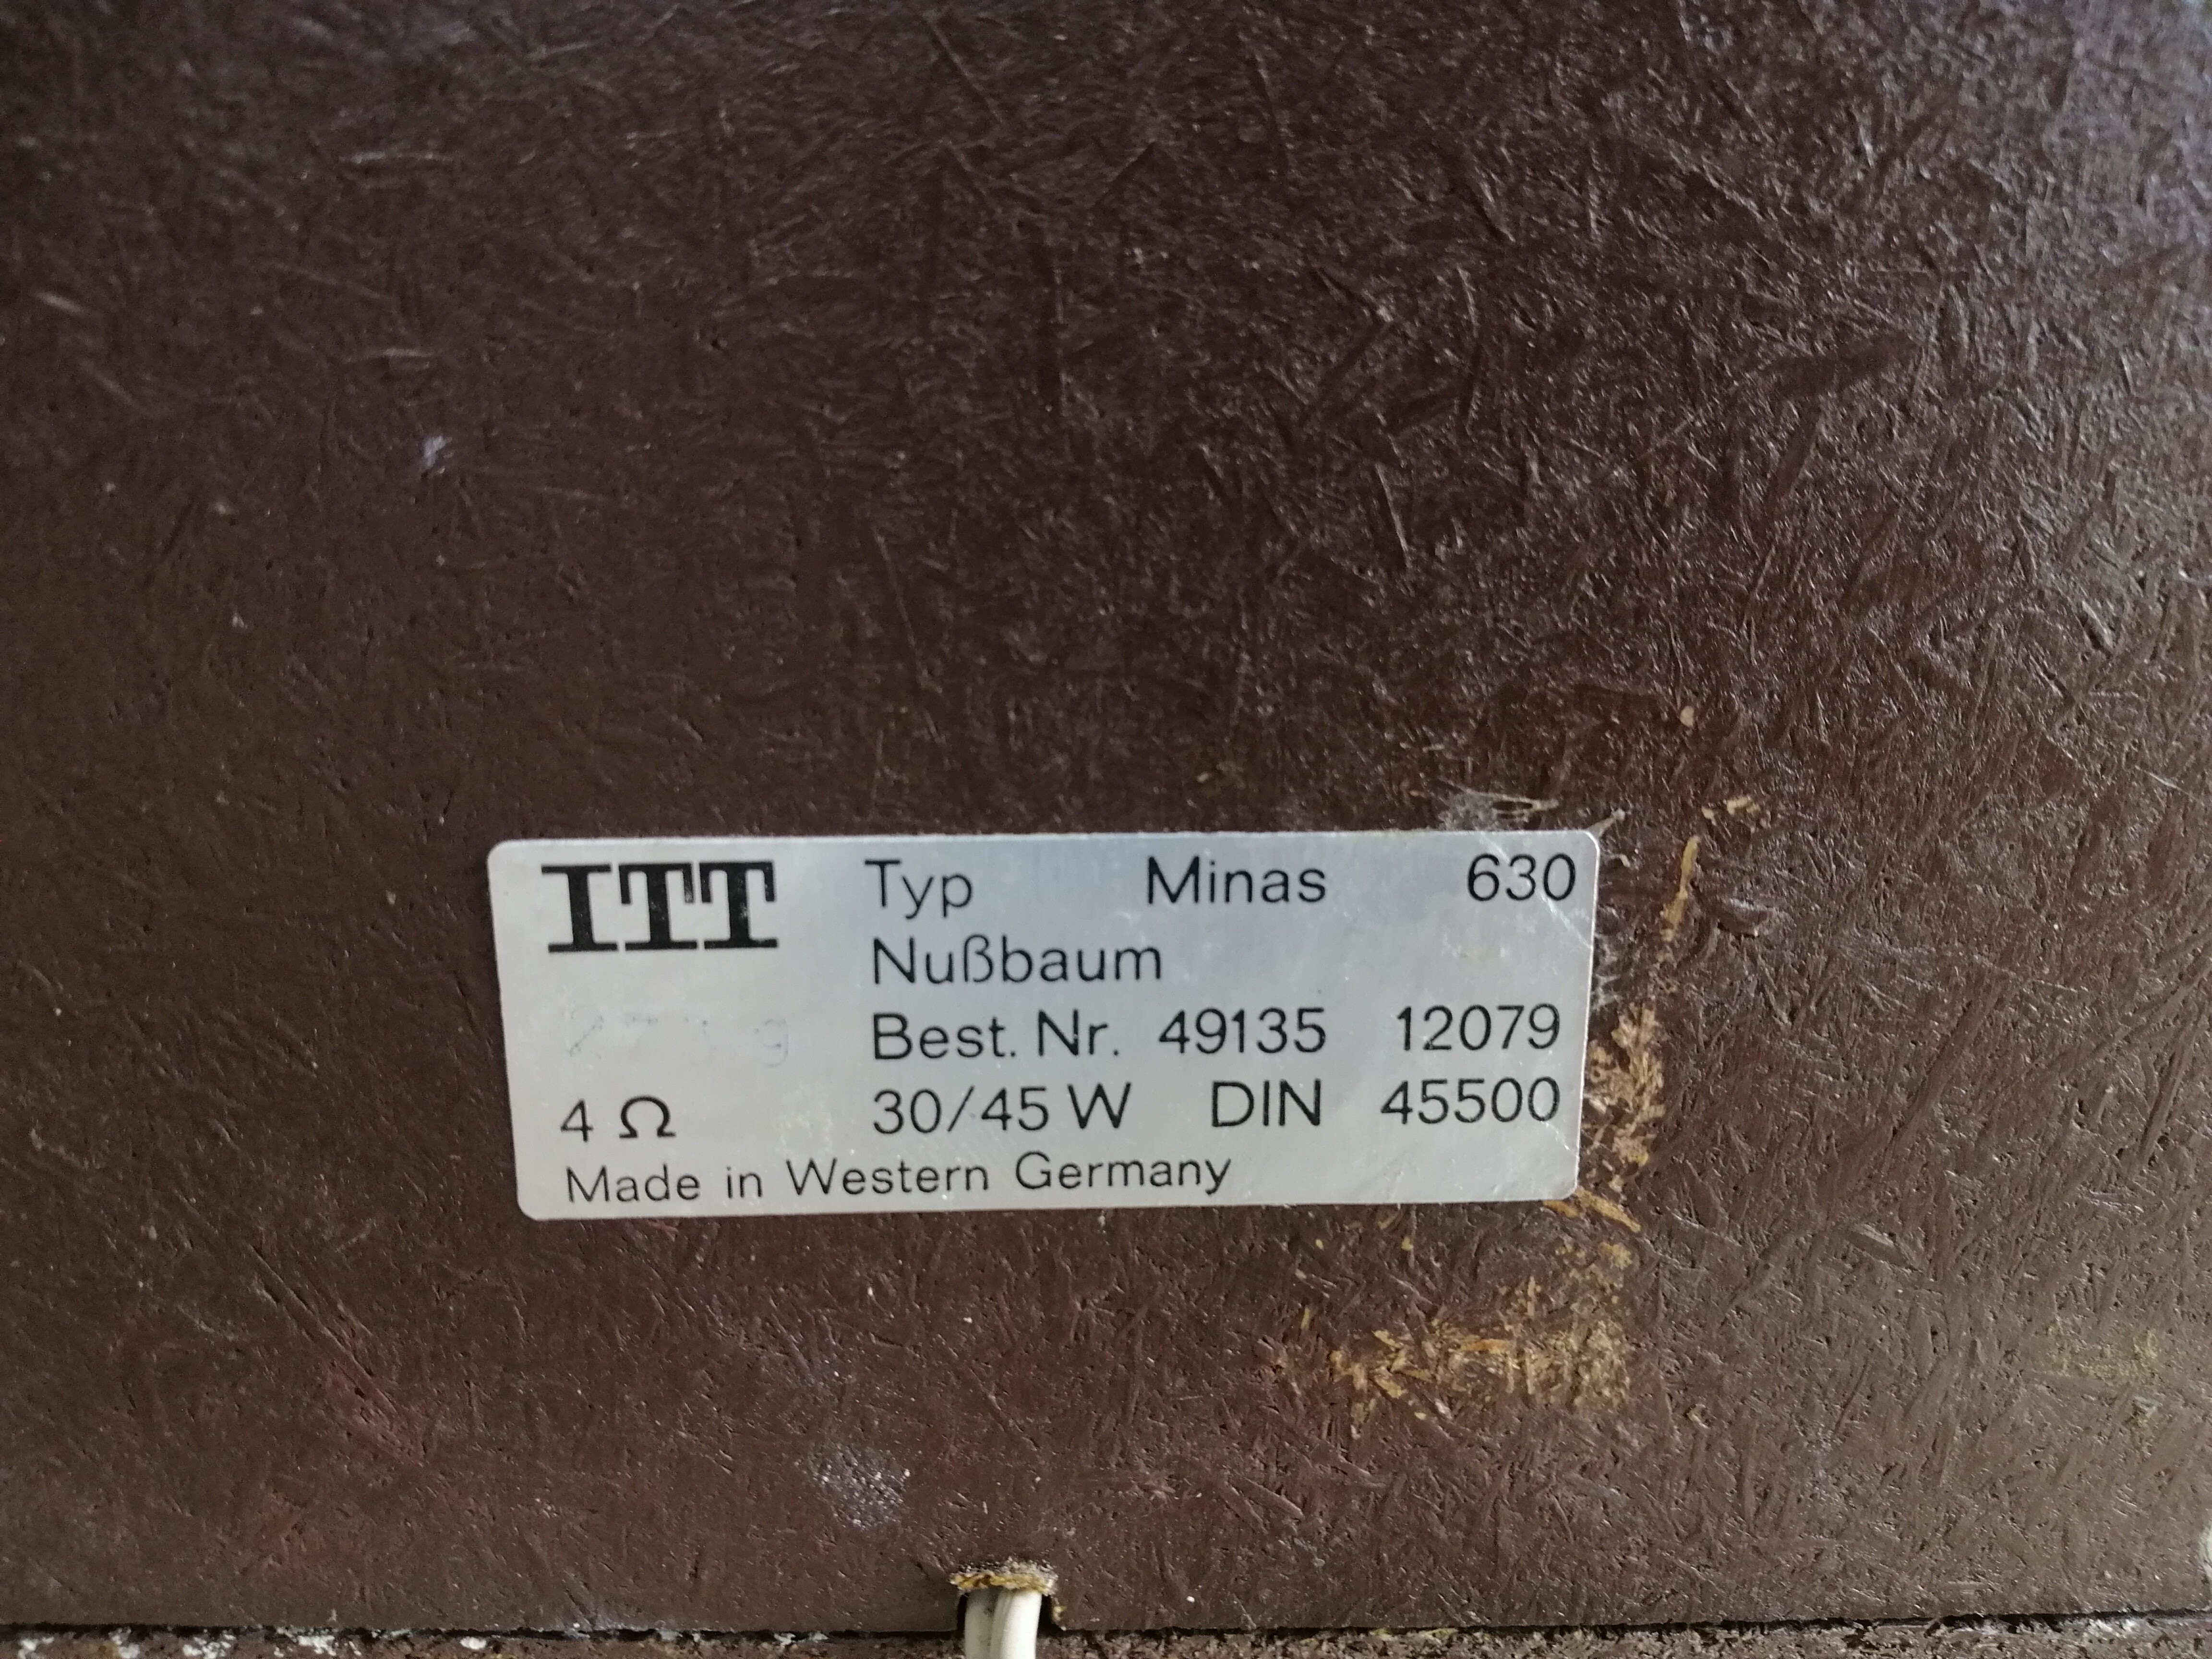 ITT Typ Minas 630
Nußbaum
Best. Nr. 49135 12079
4 Ω 30/45 W DIN 45500
Made in Western Germany